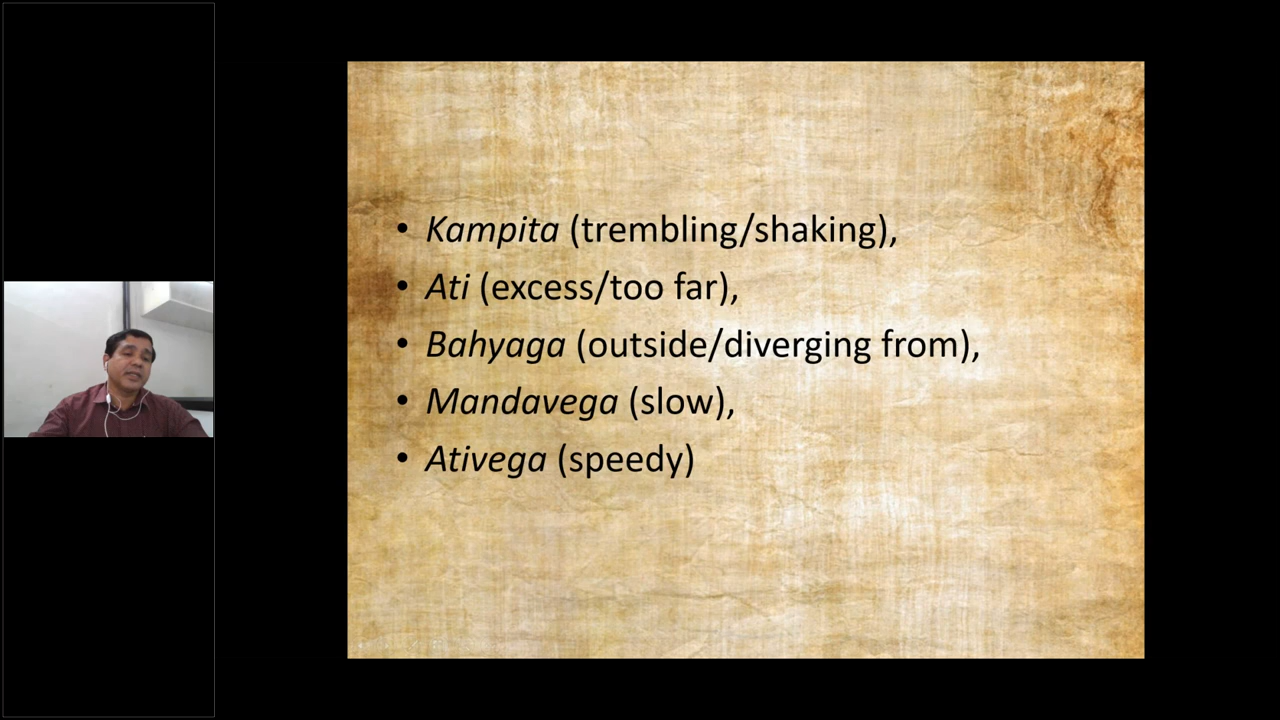 • Kampita (trembling/shaking),
• Ati (excess/too far),
• Bahyaga (outside/diverging from),
• Mandavega (slow),
• Ativega (speedy)